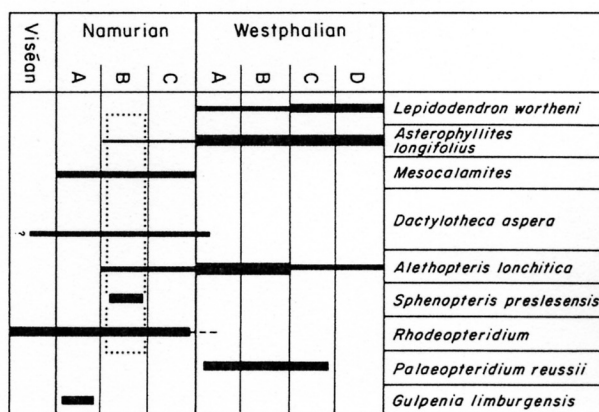 Viséan
Namurian
Westphalian
A
B
C
A
B
C
D
Lepidodendron wortheni
Asterophyllites
longifolius
Mesocalamites
?
Dactylotheca aspera
Alethopteris lonchitica
Sphenopteris preslesensis
Rhodeopteridium
Palaeopteridium reussii
Gulpenia limburgensis